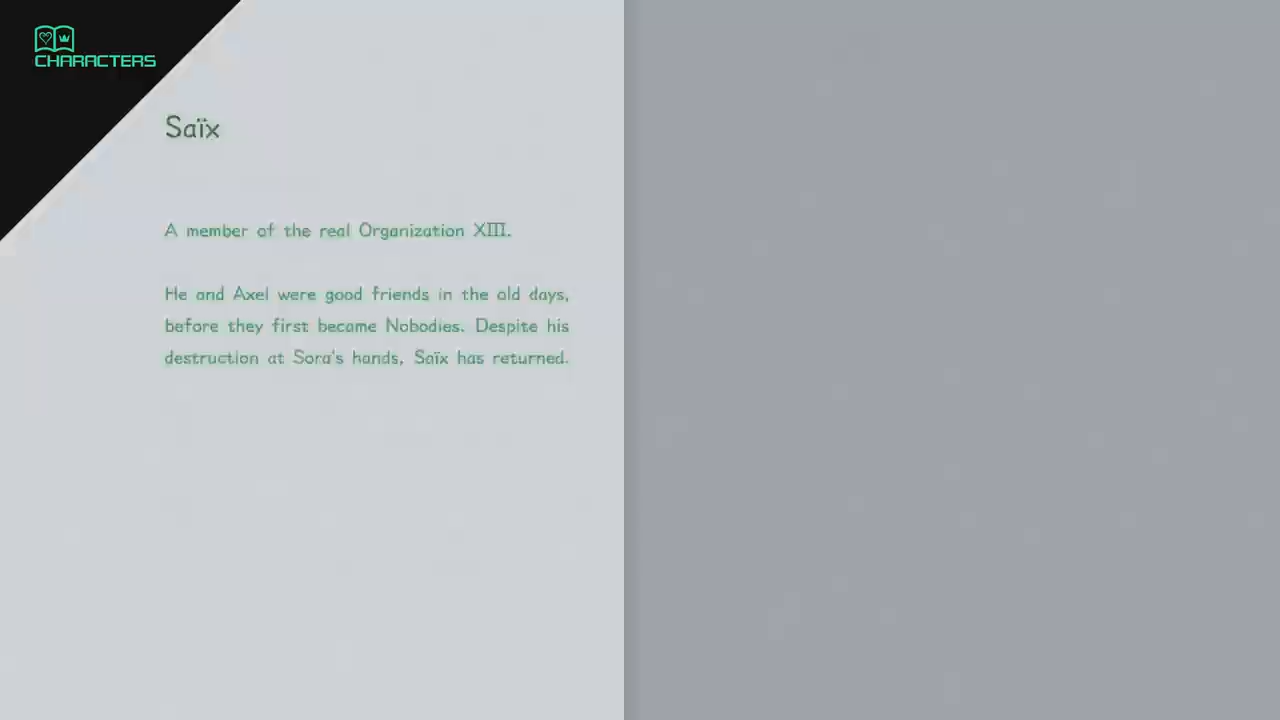 CHARACTERS
Saïx
A member of the real Organization XIII.
He and Axel were good friends in the old days,
before they first became Nobodies. Despite his
destruction at Sora's hands, Saïx has returned.